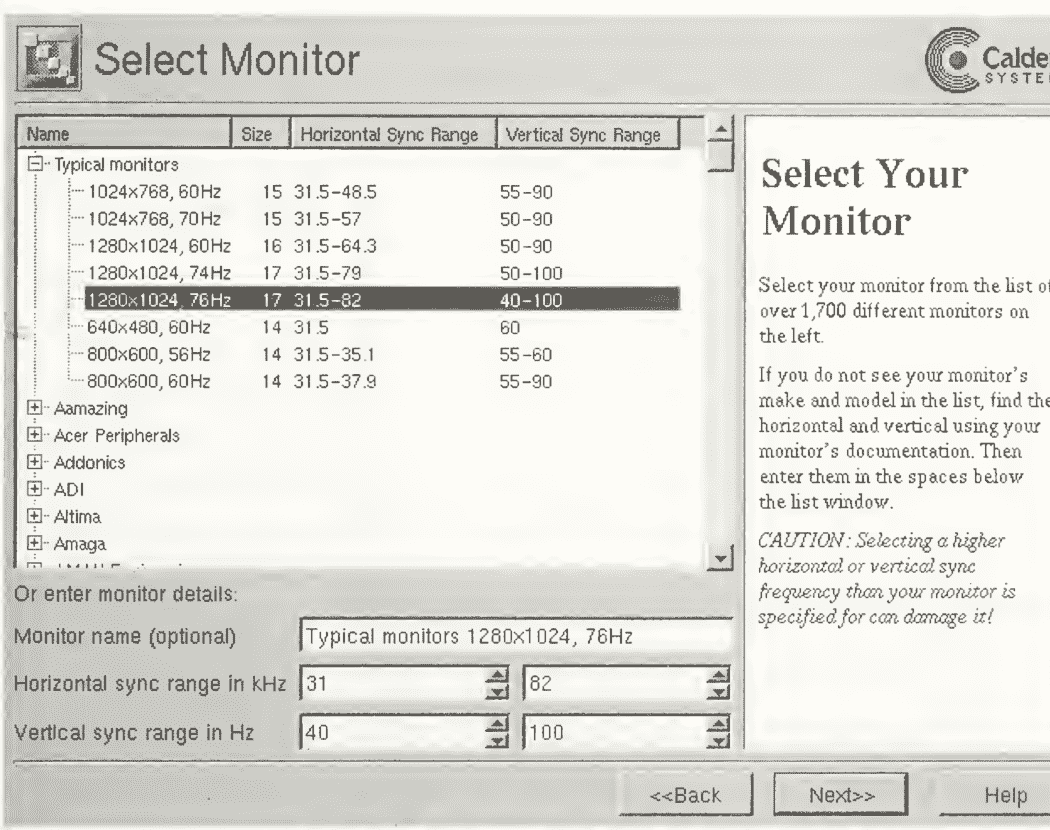 Select Monitor
Calde
SYSTE
Name Size Horizontal Sync Range Vertical Sync Range
Typical monitors
1024x768, 60Hz 15 31.5-48.5 55-90
1024x768, 70Hz 15 31.5-57 50-90
1280x1024, 60Hz 16 31.5-64.3 50-90
1280x1024, 74Hz 17 31.5-79 50-100
1280x1024, 76Hz 17 31.5-82 40-100
640x480, 60Hz 14 31.5 60
800x600, 56Hz 14 31.5-35.1 55-60
800x600, 60Hz 14 31.5-37.9 55-90
Aamazing
Acer Peripherals
Addonics
ADI
Altima
Amaga
Or enter monitor details:
Monitor name (optional) Typical monitors 1280x1024, 76Hz
Horizontal sync range in kHz 31 82
Vertical sync range in Hz 40 100
Select Your
Monitor
Select your monitor from the list of
over 1,700 different monitors on
the left.
If you do not see your monitor's
make and model in the list, find the
horizontal and vertical using your
monitor's documentation. Then
enter them in the spaces below
the list window.
CAUTION: Selecting a higher
horizontal or vertical sync
frequency than your monitor is
specified for can damage it!
<<Back Next>> Help